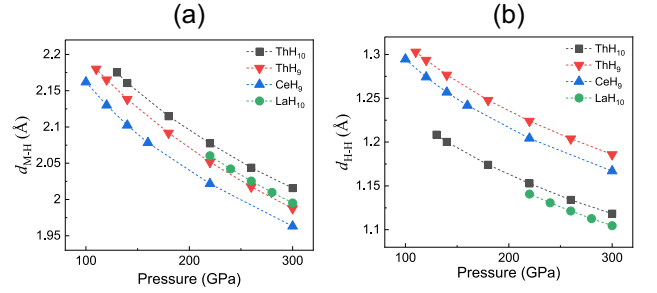 (a)
2.2
2.15
2.1
2.05
2
1.95
100
200
300
d_M-H (Å)
Pressure (GPa)
ThH₁₀
ThH₉
CeH₉
LaH₁₀
(b)
1.3
1.25
1.2
1.15
1.1
100
200
300
d_H-H (Å)
Pressure (GPa)
ThH₁₀
ThH₉
CeH₉
LaH₁₀